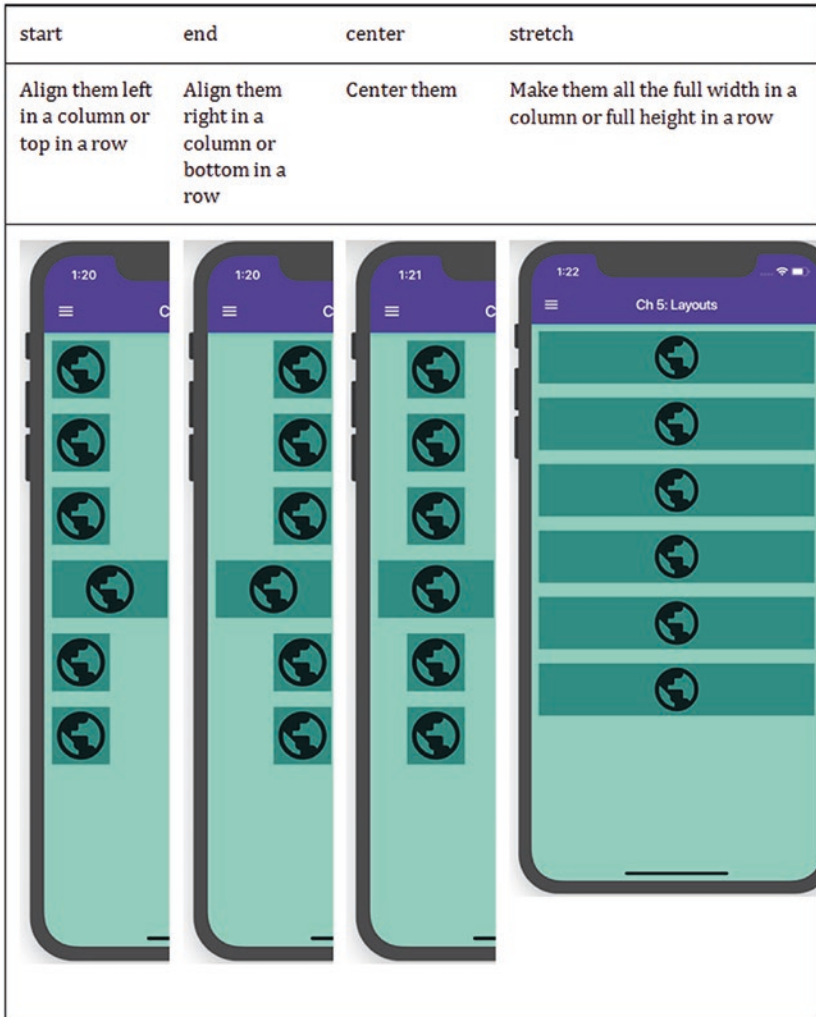 start
end
center
stretch
Align them left
in a column or
top in a row
Align them
right in a
column or
bottom in a
row
Center them
Make them all the full width in a
column or full height in a row
1:20
C
1:20
C
1:21
C
1:22
Ch 5: Layouts